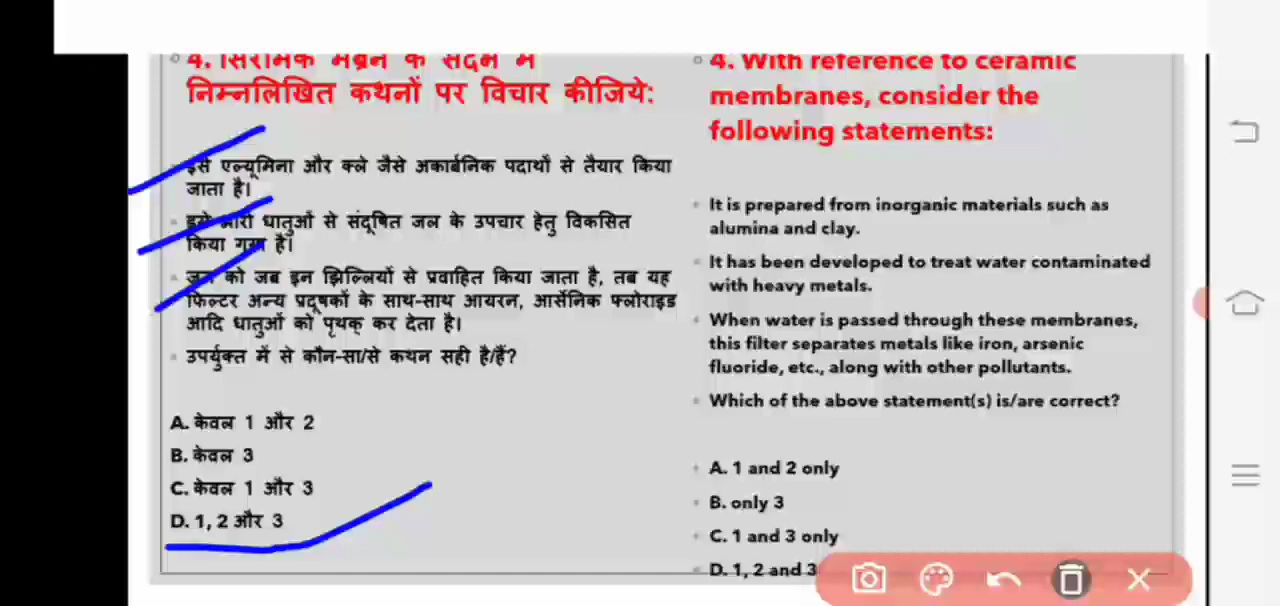 4. सिरेमिक मेम्ब्रेन के संदर्भ में
निम्नलिखित कथनों पर विचार कीजिये:
इसे एल्यूमिना और क्ले जैसे अकार्बनिक पदार्थों से तैयार किया
जाता है।
इसे भारी धातुओं से संदूषित जल के उपचार हेतु विकसित
किया गया है।
जल को जब इन झिल्लियों से प्रवाहित किया जाता है, तब यह
फिल्टर अन्य प्रदूषकों के साथ-साथ आयरन, आर्सेनिक फ्लोराइड
आदि धातुओं को पृथक् कर देता है।
उपर्युक्त में से कौन-सा/से कथन सही है/हैं?
A. केवल 1 और 2
B. केवल 3
C. केवल 1 और 3
D. 1, 2 और 3
4. With reference to ceramic
membranes, consider the
following statements:
It is prepared from inorganic materials such as
alumina and clay.
It has been developed to treat water contaminated
with heavy metals.
When water is passed through these membranes,
this filter separates metals like iron, arsenic
fluoride, etc., along with other pollutants.
Which of the above statement(s) is/are correct?
A. 1 and 2 only
B. only 3
C. 1 and 3 only
D. 1, 2 and 3